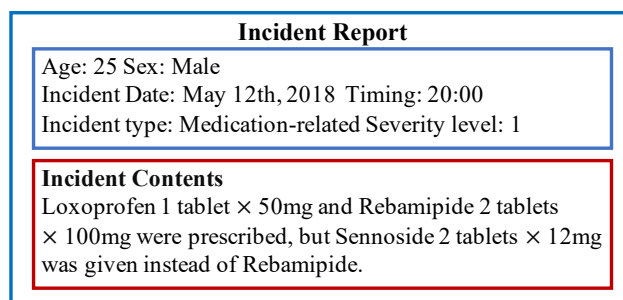 Incident Report
Age: 25 Sex: Male
Incident Date: May 12th, 2018 Timing: 20:00
Incident type: Medication-related Severity level: 1
Incident Contents
Loxoprofen 1 tablet × 50mg and Rebamipide 2 tablets
× 100mg were prescribed, but Sennoside 2 tablets × 12mg
was given instead of Rebamipide.